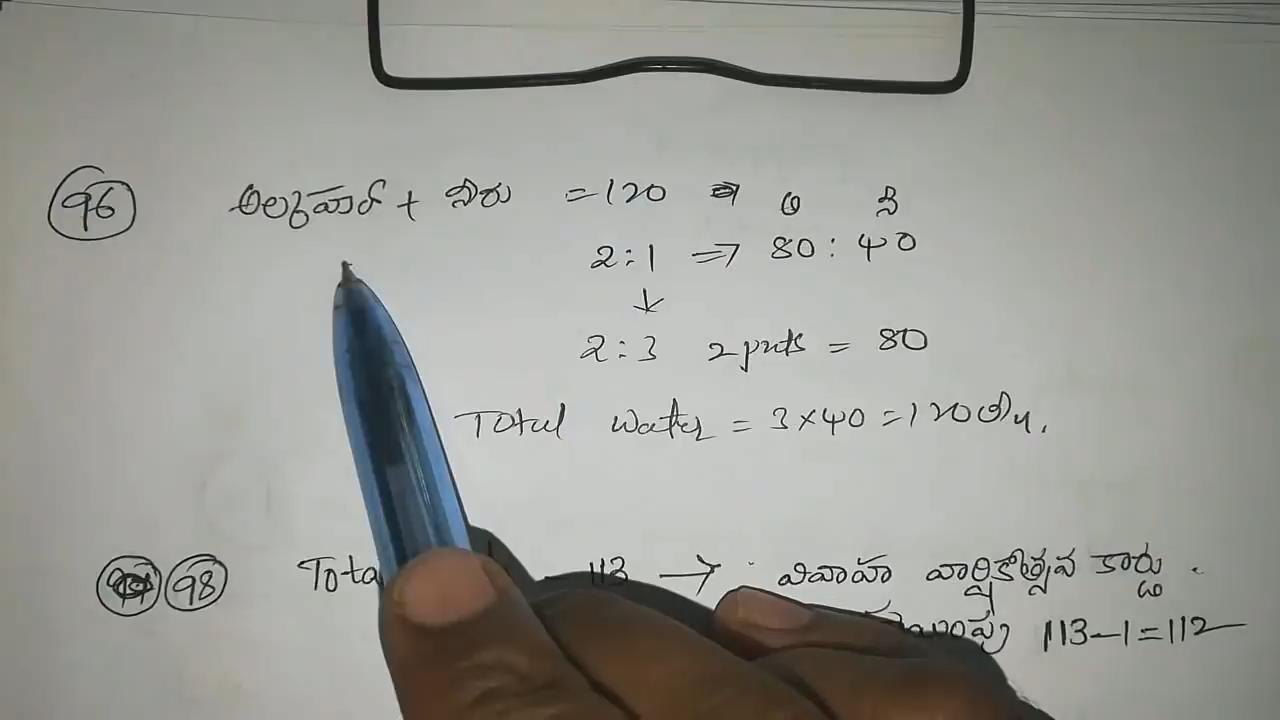 96 ఆల్కహాల్ + నీరు = 120 ⇒ అ నీ
2:1 ⇒ 80 : 40
↓
2:3 2 parts = 80
Total water = 3×40 = 120
98 Tota 113 → వివాహ వార్షికోత్సవ కార్డు.
113-1=112